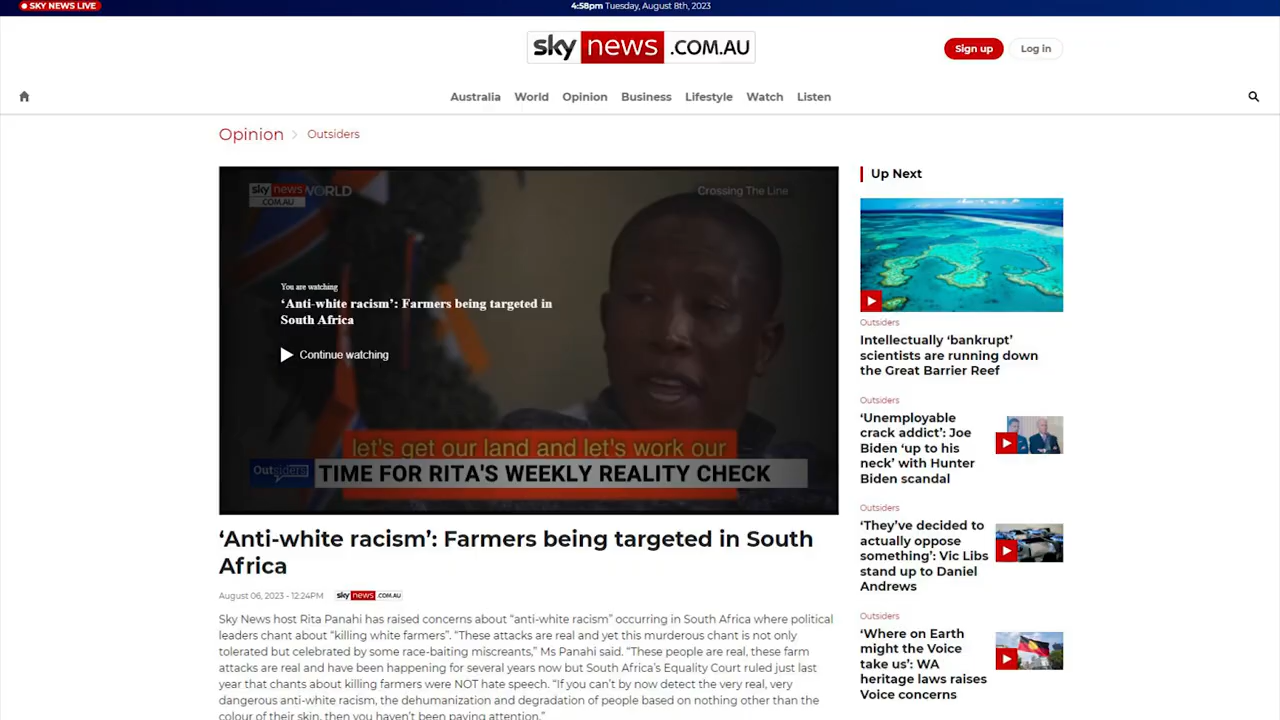 SKY NEWS LIVE
4:58pm Tuesday, August 8th, 2023
sky news .COM.AU
Sign up
Log in
Australia
World
Opinion
Business
Lifestyle
Watch
Listen
Opinion
Outsiders
sky news WORLD
.COM.AU
Crossing The Line
You are watching
‘Anti-white racism’: Farmers being targeted in
South Africa
Continue watching
let's get our land and let's work our
Outsiders
TIME FOR RITA'S WEEKLY REALITY CHECK
‘Anti-white racism’: Farmers being targeted in South
Africa
August 06, 2023 - 12:24PM
sky news .COM.AU
Sky News host Rita Panahi has raised concerns about “anti-white racism” occurring in South Africa where political
leaders chant about “killing white farmers”. “These attacks are real and yet this murderous chant is not only
tolerated but celebrated by some race-baiting miscreants,” Ms Panahi said. “These people are real, these farm
attacks are real and have been happening for several years now but South Africa’s Equality Court ruled just last
year that chants about killing farmers were NOT hate speech. “If you can’t by now detect the very real, very
dangerous anti-white racism, the dehumanization and degradation of people based on nothing other than the
colour of their skin, then you haven’t been paying attention.”
Up Next
Outsiders
Intellectually ‘bankrupt’
scientists are running down
the Great Barrier Reef
Outsiders
‘Unemployable
crack addict’: Joe
Biden ‘up to his
neck’ with Hunter
Biden scandal
Outsiders
‘They’ve decided to
actually oppose
something’: Vic Libs
stand up to Daniel
Andrews
Outsiders
‘Where on Earth
might the Voice
take us’: WA
heritage laws raises
Voice concerns